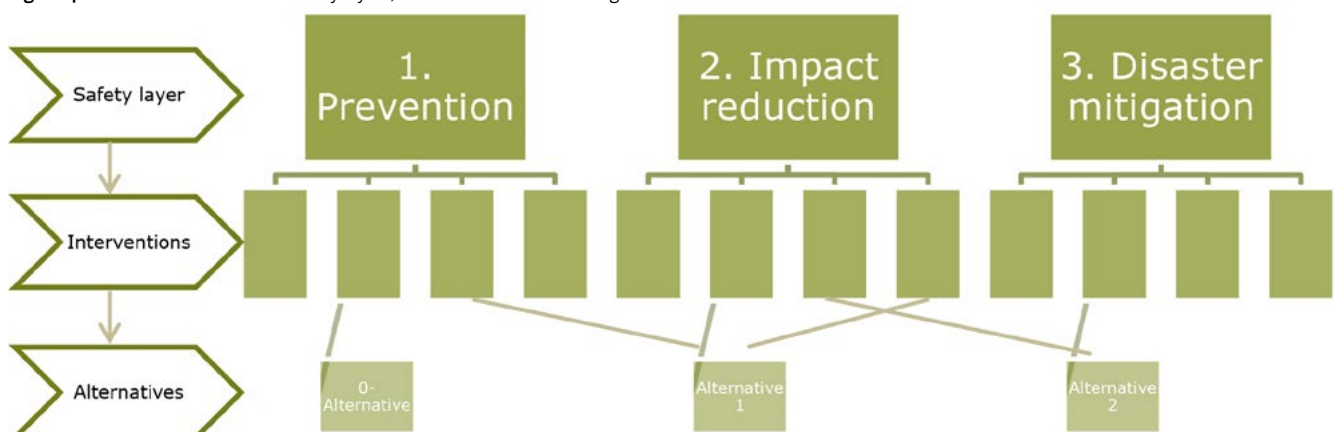 Safety layer
1.
Prevention
2. Impact
reduction
3. Disaster
mitigation
Interventions
Alternatives
0-
Alternative
Alternative
1
Alternative
2